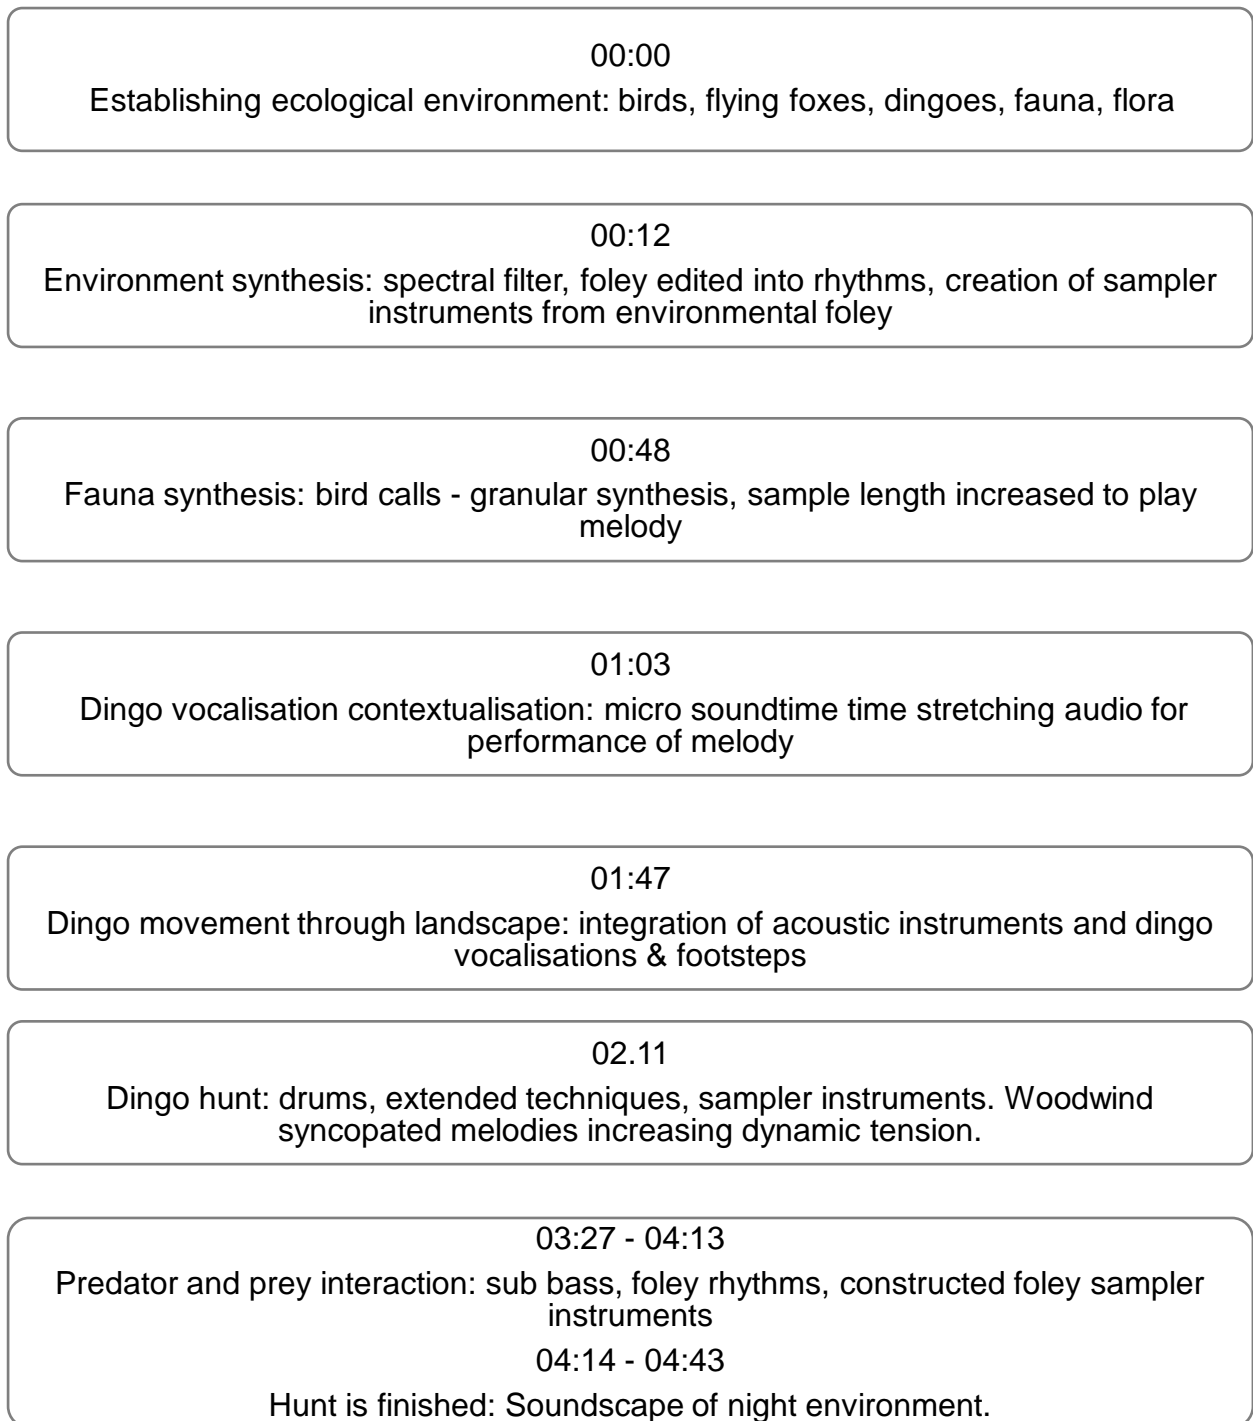 00:00
Establishing ecological environment: birds, flying foxes, dingoes, fauna, flora
00:12
Environment synthesis: spectral filter, foley edited into rhythms, creation of sampler
instruments from environmental foley
00:48
Fauna synthesis: bird calls - granular synthesis, sample length increased to play
melody
01:03
Dingo vocalisation contextualisation: micro soundtime time stretching audio for
performance of melody
01:47
Dingo movement through landscape: integration of acoustic instruments and dingo
vocalisations & footsteps
02.11
Dingo hunt: drums, extended techniques, sampler instruments. Woodwind
syncopated melodies increasing dynamic tension.
03:27 - 04:13
Predator and prey interaction: sub bass, foley rhythms, constructed foley sampler
instruments
04:14 - 04:43
Hunt is finished: Soundscape of night environment.